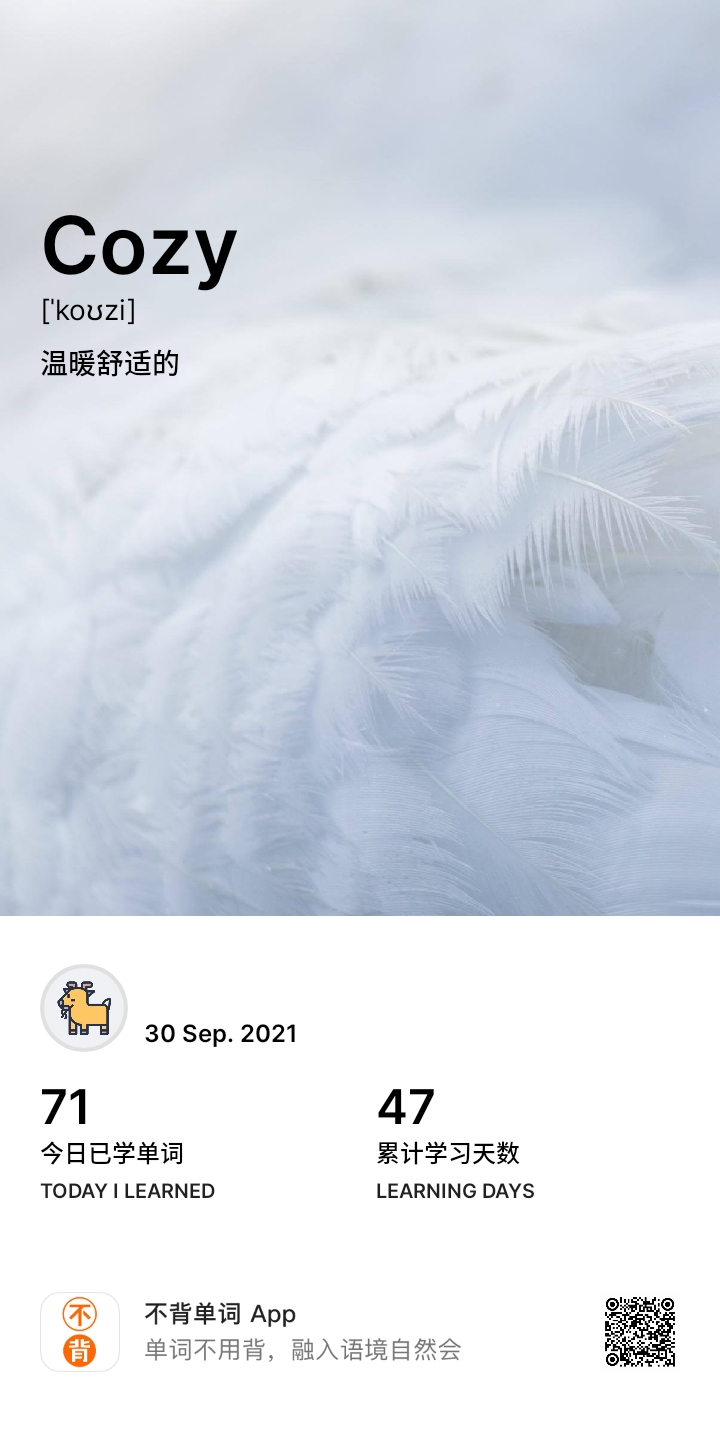 Cozy
[ˈkoʊzi]
温暖舒适的
30 Sep. 2021
71
47
今日已学单词
累计学习天数
TODAY I LEARNED
LEARNING DAYS
不背
不背单词 App
单词不用背，融入语境自然会